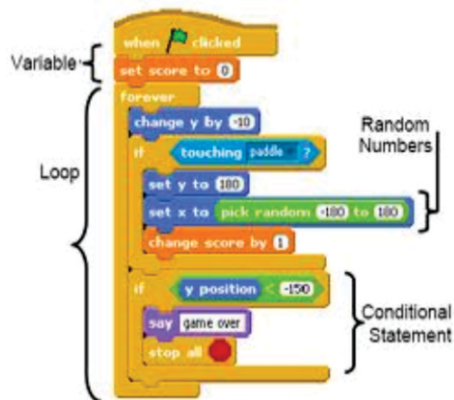 when clicked
Variable
set score to 0
forever
change y by -10
Random
Numbers
if touching paddle ?
Loop
set y to 180
set x to pick random -180 to 180
change score by 1
if y position < -150
say game over
Conditional
Statement
stop all